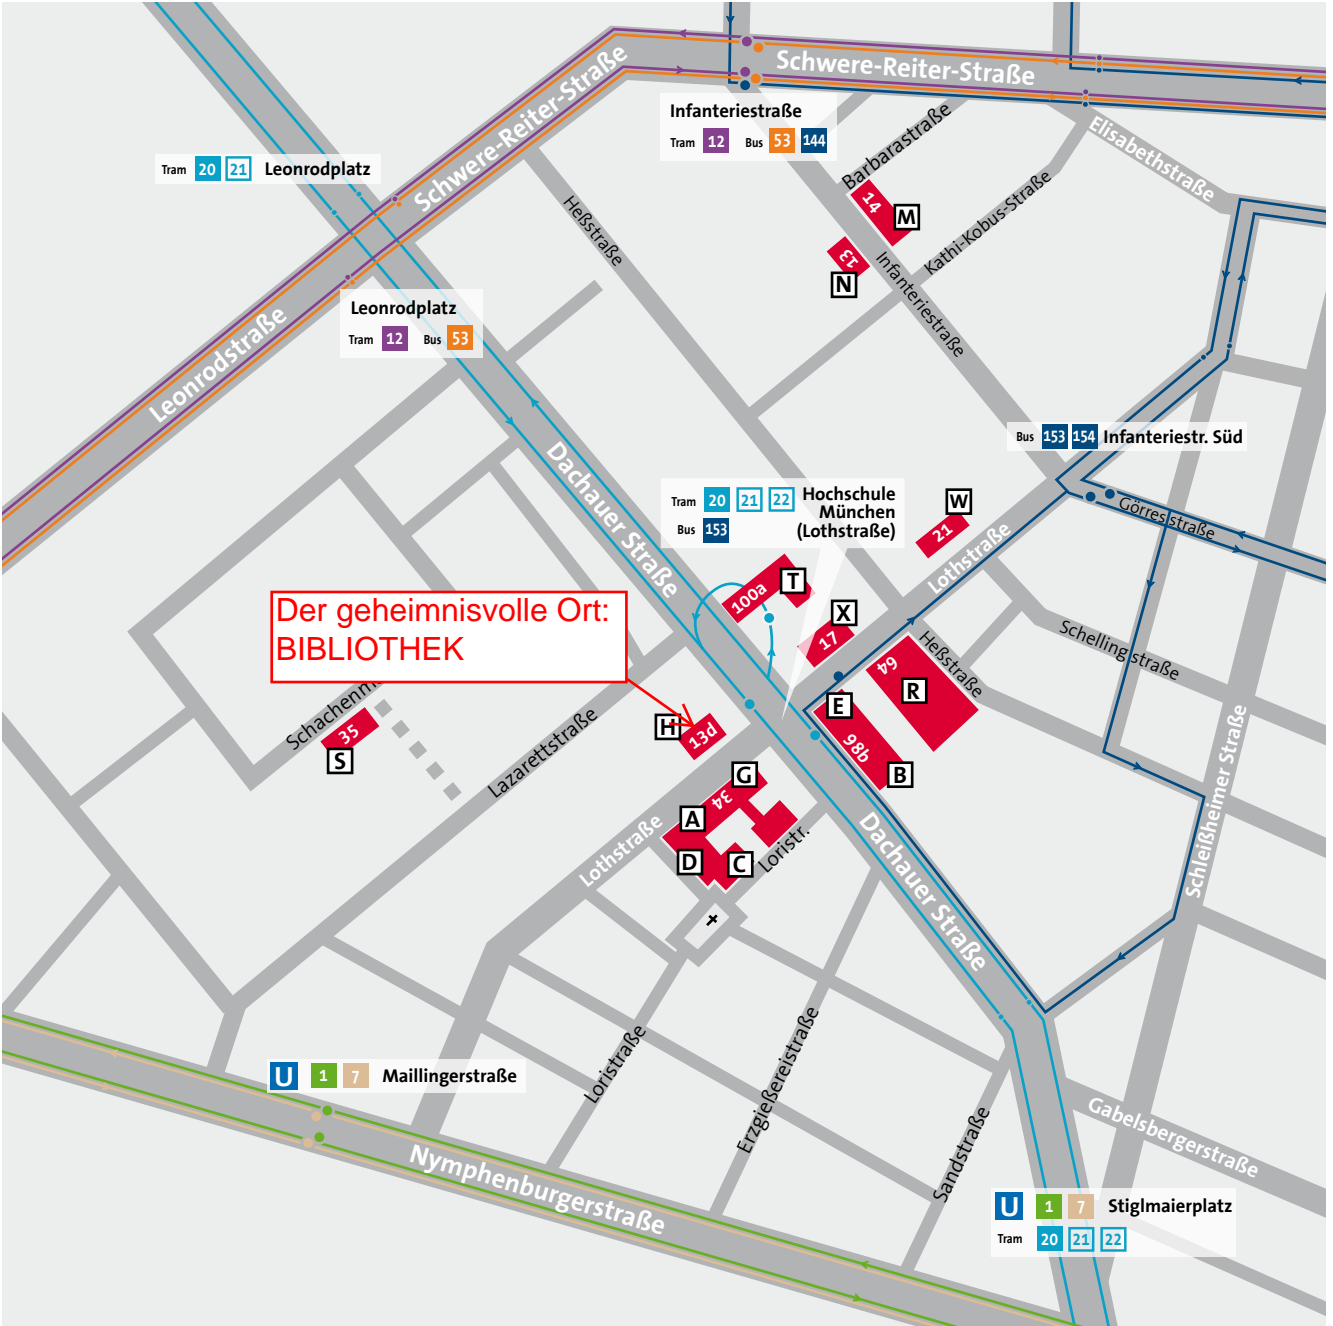 Schwere-Reiter-Straße
Schwere-Reiter-Straße
Infanteriestraße
Tram 12 Bus 53 144
Elisabethstraße
Barbarastraße
Tram 20 21 Leonrodplatz
Heßstraße
14
M
Kathi-Kobus-Straße
13
N
Infanteriestraße
Leonrodplatz
Tram 12 Bus 53
Leonrodstraße
Bus 153 154 Infanteriestr. Süd
Dachauer Straße
Tram 20 21 22 Hochschule
München
Bus 153 (Lothstraße)
W
21
Görresstraße
Lothstraße
T
100a
X
17
Der geheimnisvolle Ort:
BIBLIOTHEK
Heßstraße
Schellingstraße
64
R
E
98b
B
H
13d
Schachenm
35
S
Lazarettstraße
G
34
A
D
C
Loristr.
Lothstraße
Dachauer Straße
Schleißheimer Straße
Loristraße
Erzgießereistraße
Sandstraße
U 1 7 Maillingerstraße
Gabelsbergerstraße
Nymphenburgerstraße
U 1 7 Stiglmaierplatz
Tram 20 21 22